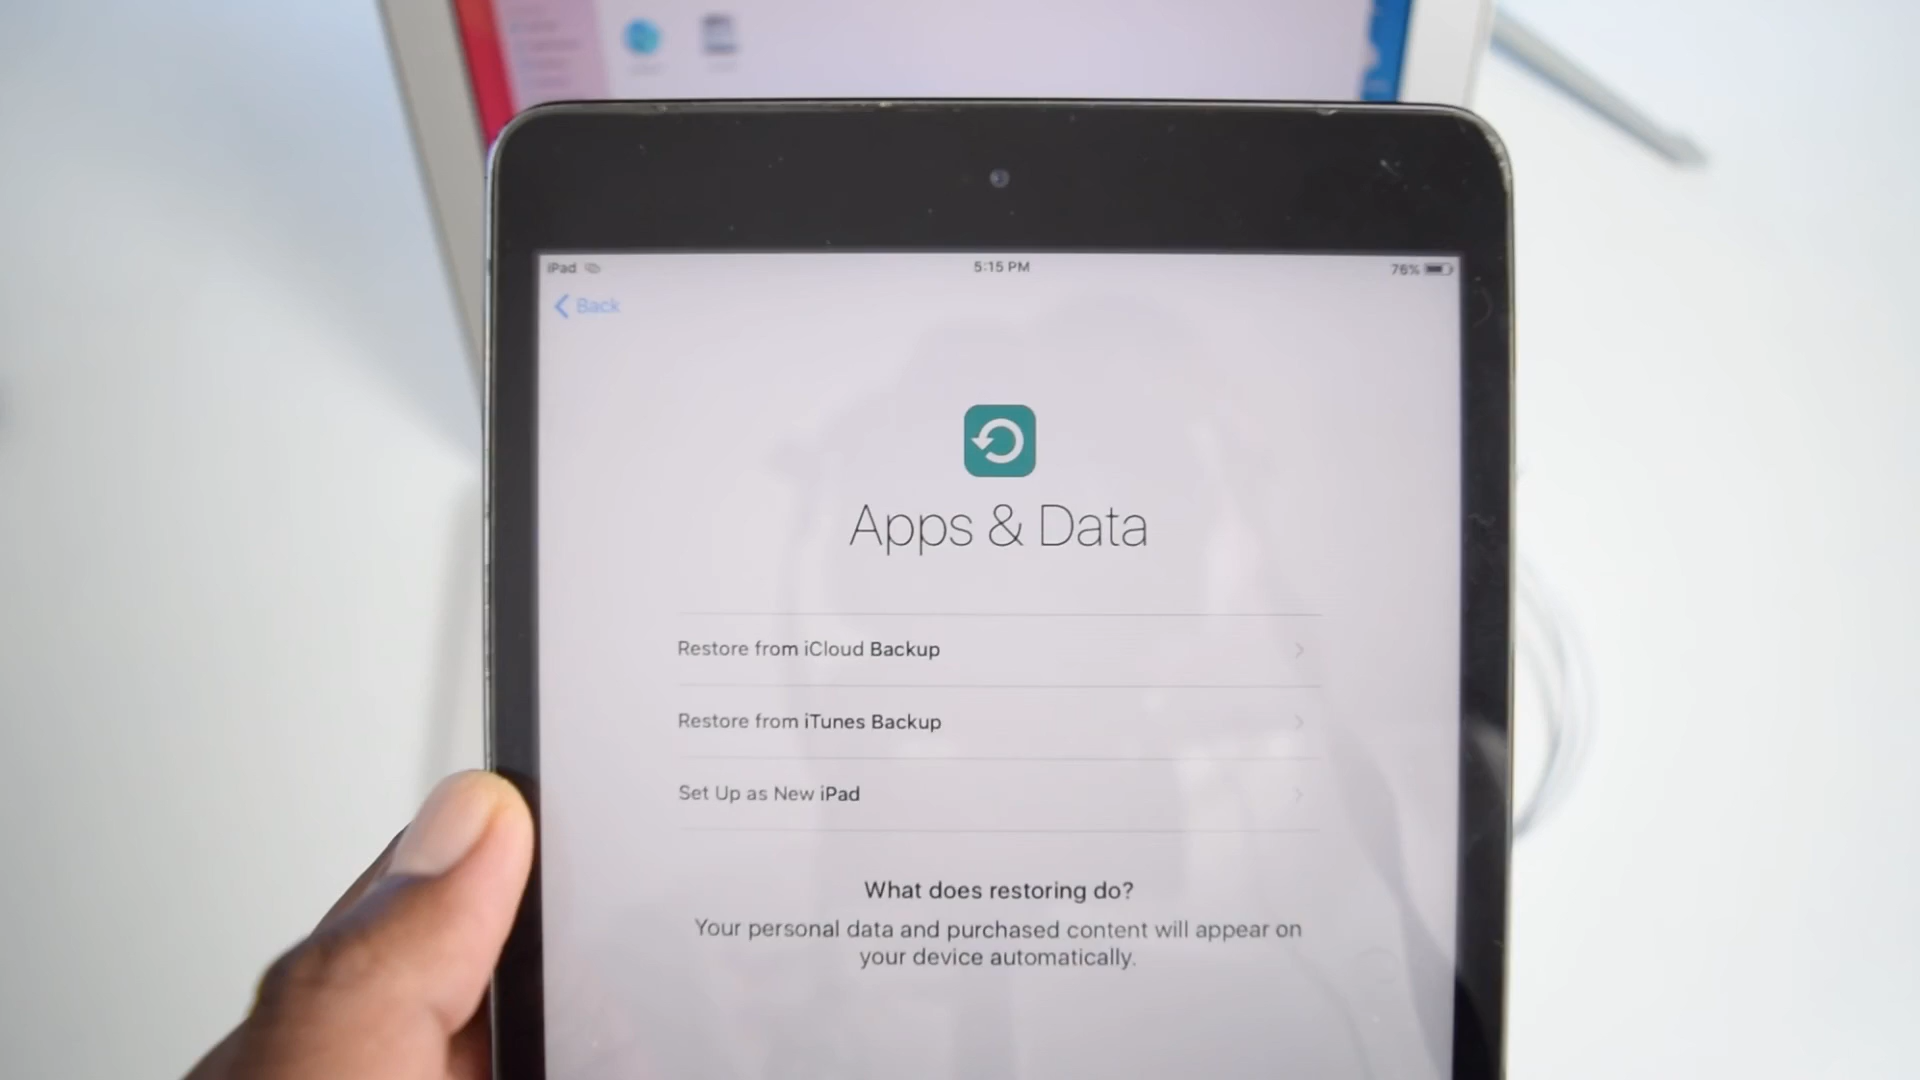 iPad
5:15 PM
76%
Back
Apps & Data
Restore from iCloud Backup
Restore from iTunes Backup
Set Up as New iPad
What does restoring do?
Your personal data and purchased content will appear on
your device automatically.